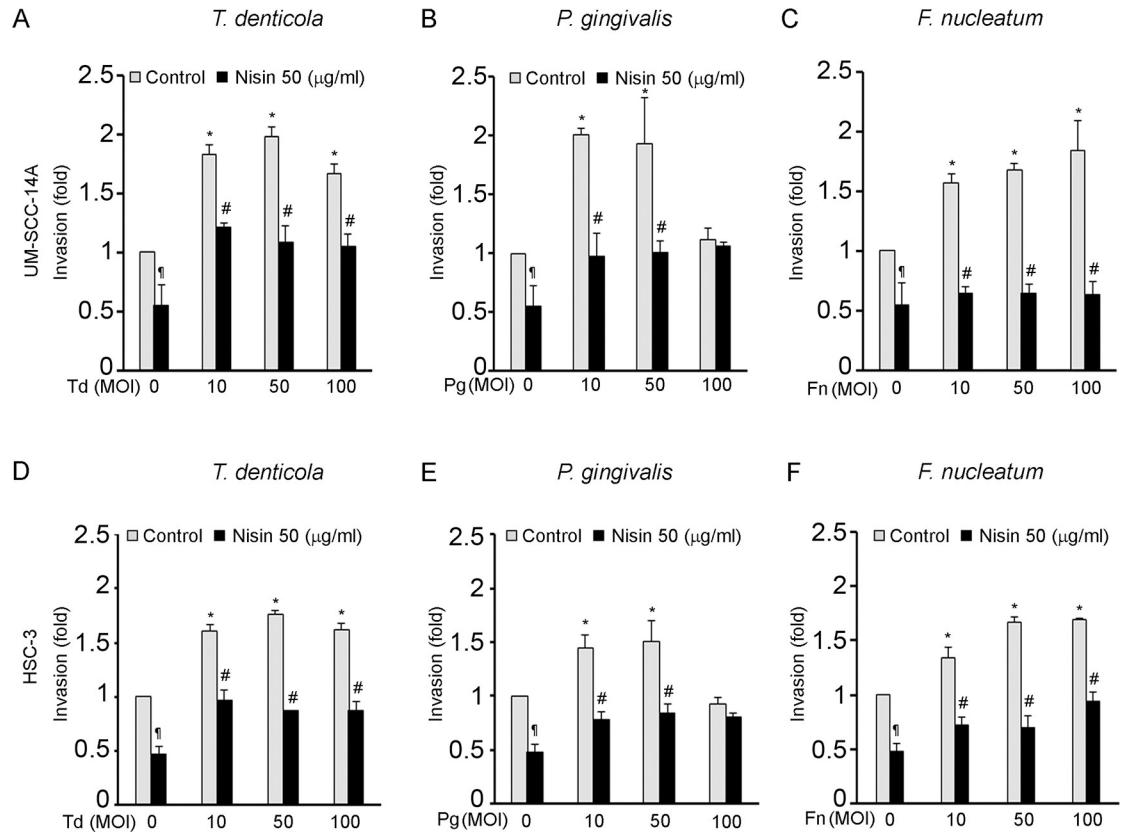 A T. denticola B P. gingivalis C F. nucleatum
UM-SCC-14A
Invasion (fold)
2.5
2
1.5
1
0.5
0
Control Nisin 50 (µg/ml)
* * *
¶ # # #
Td (MOI) 0 10 50 100
Invasion (fold)
2.5
2
1.5
1
0.5
0
Control Nisin 50 (µg/ml)
* *
¶ # #
Pg (MOI) 0 10 50 100
Invasion (fold)
2.5
2
1.5
1
0.5
0
Control Nisin 50 (µg/ml)
* * *
¶ # # #
Fn (MOI) 0 10 50 100
D T. denticola E P. gingivalis F F. nucleatum
HSC-3
Invasion (fold)
2.5
2
1.5
1
0.5
0
Control Nisin 50 (µg/ml)
* * *
¶ # # #
Td (MOI) 0 10 50 100
Invasion (fold)
2.5
2
1.5
1
0.5
0
Control Nisin 50 (µg/ml)
* *
¶ # #
Pg (MOI) 0 10 50 100
Invasion (fold)
2.5
2
1.5
1
0.5
0
Control Nisin 50 (µg/ml)
* * *
¶ # # #
Fn (MOI) 0 10 50 100